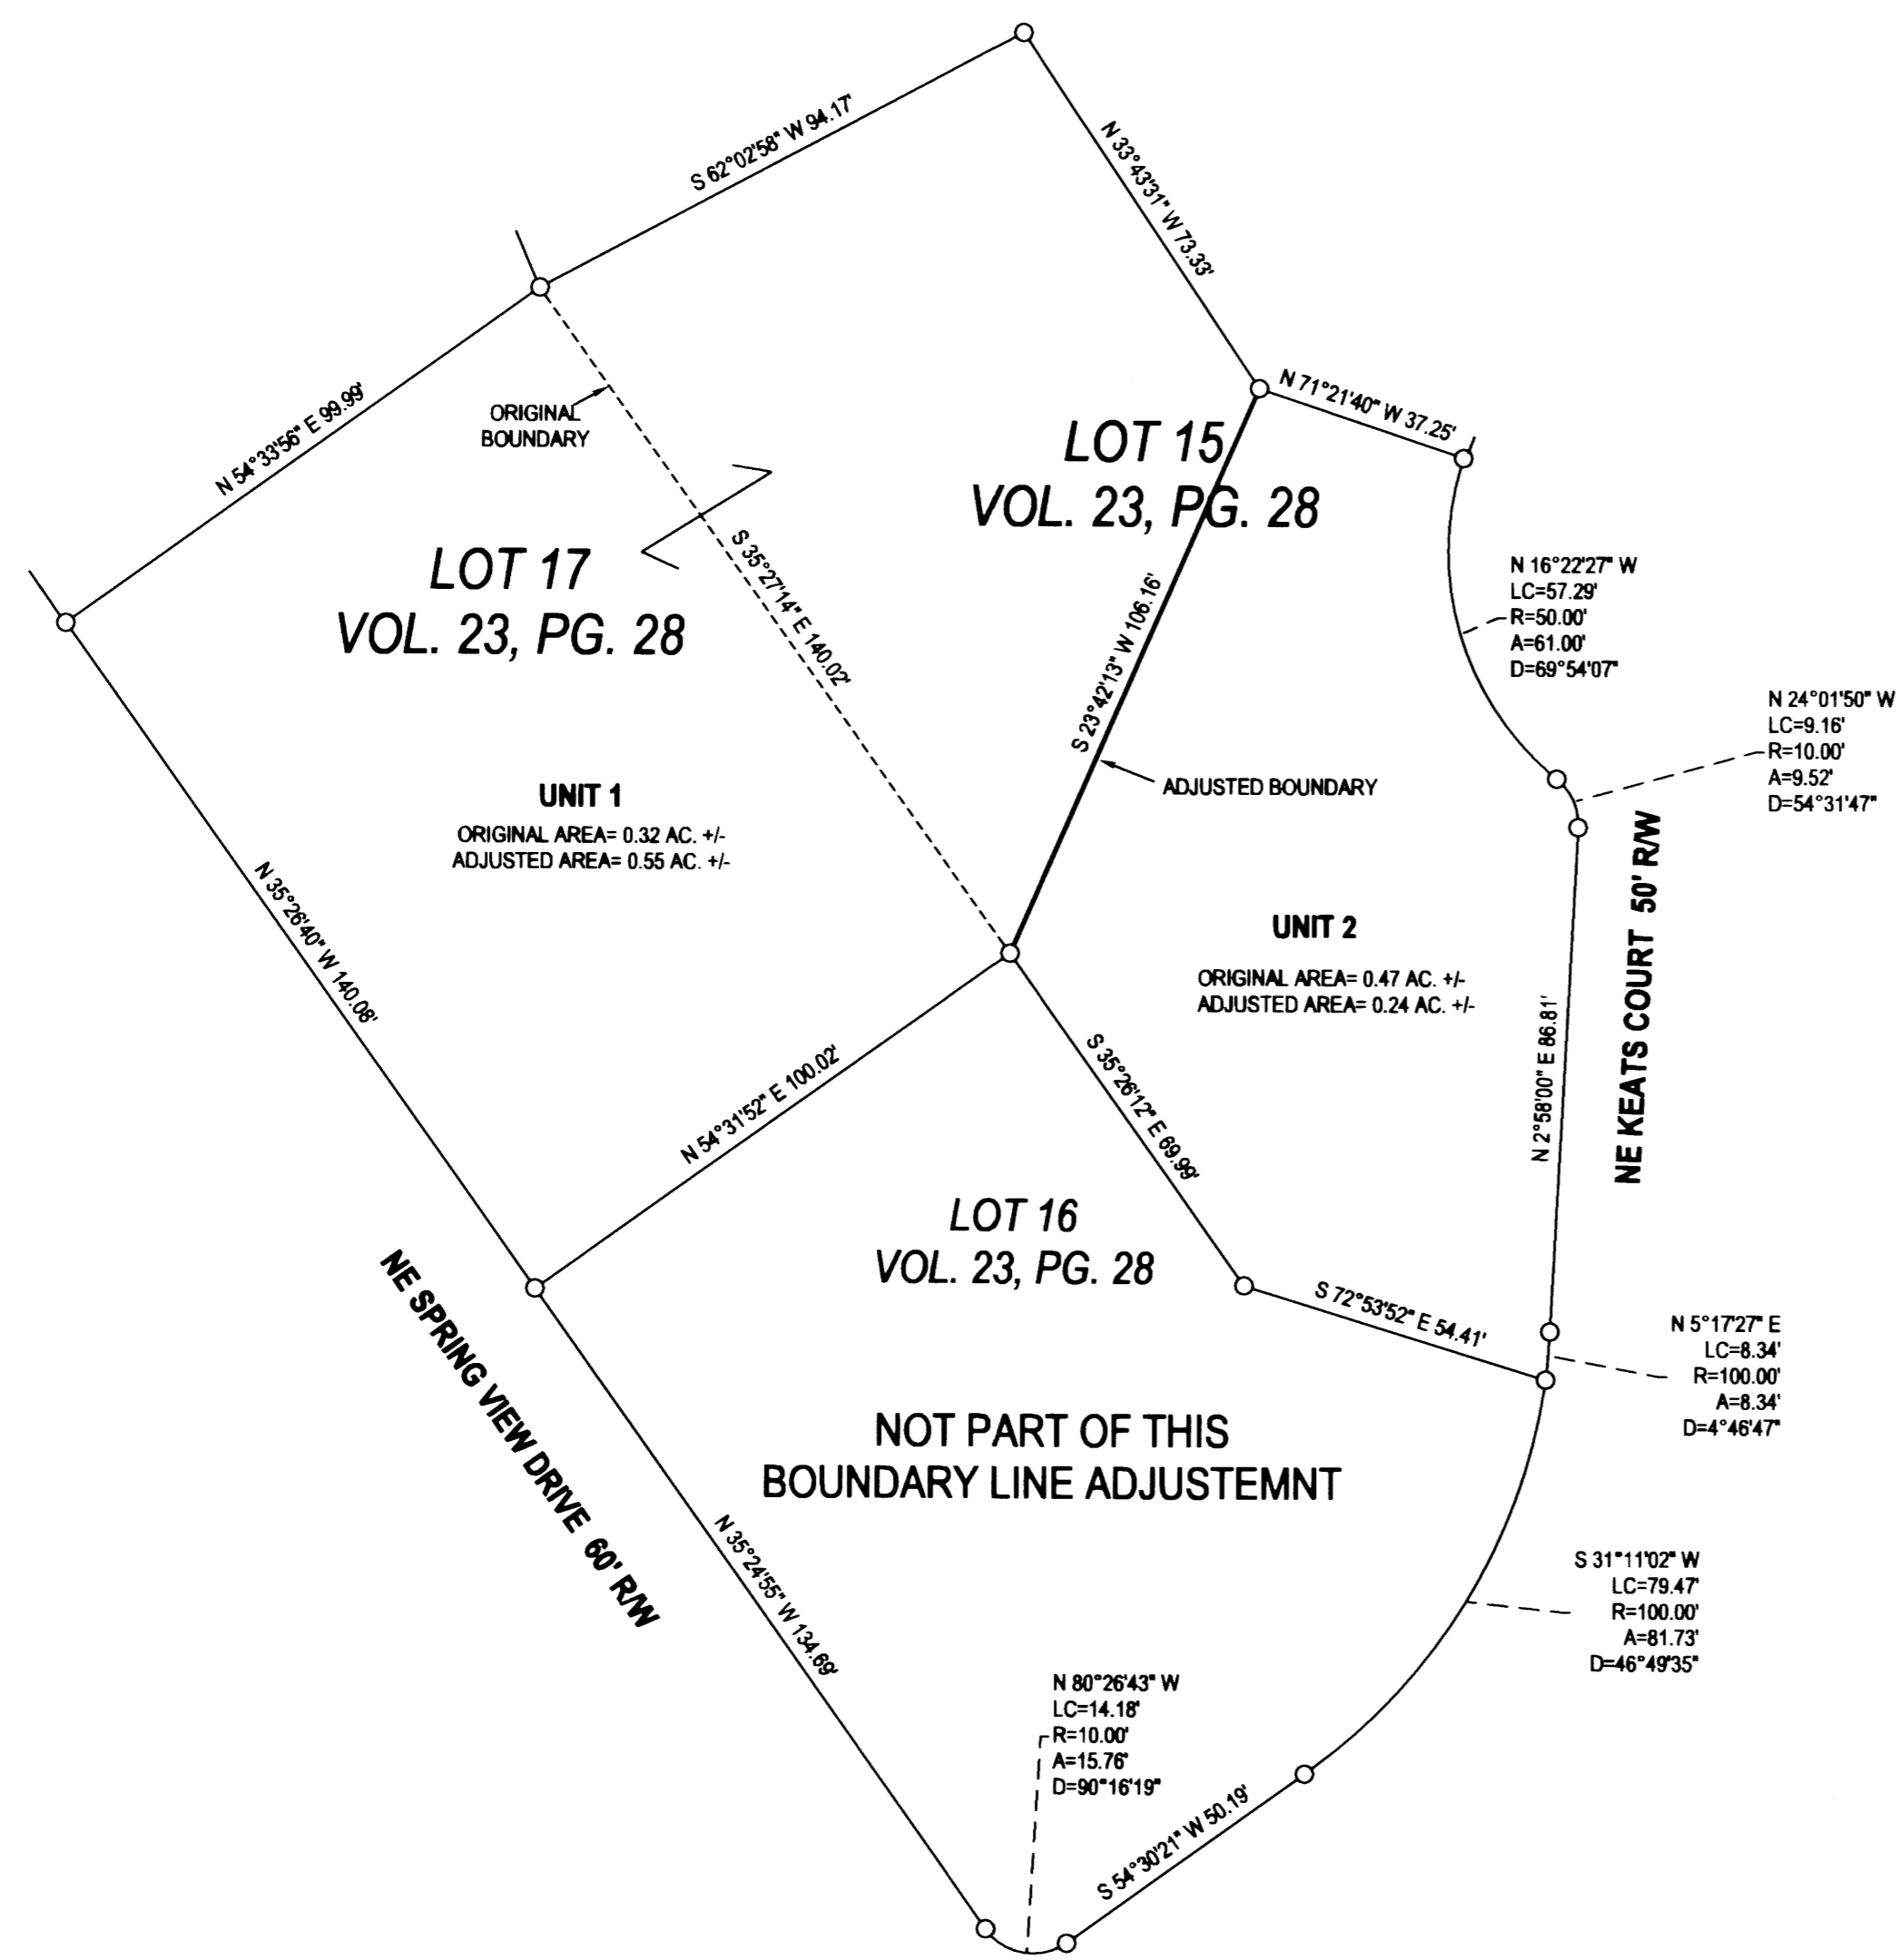 S 62°02'58" W 94.17'
N 33°43'31" W 73.33'
N 54°33'56" E 99.99'
ORIGINAL
BOUNDARY
N 71°21'40" W 37.25'
LOT 15
VOL. 23, PG. 28
LOT 17
VOL. 23, PG. 28
S 35°27'14" E 140.02'
S 23°42'13" W 106.16'
N 16°22'27" W
LC=57.29'
R=50.00'
A=61.00'
D=69°54'07"
N 24°01'50" W
LC=9.16'
R=10.00'
A=9.52'
D=54°31'47"
ADJUSTED BOUNDARY
UNIT 1
ORIGINAL AREA= 0.32 AC. +/-
ADJUSTED AREA= 0.55 AC. +/-
UNIT 2
ORIGINAL AREA= 0.47 AC. +/-
ADJUSTED AREA= 0.24 AC. +/-
NE KEATS COURT 50' R/W
N 2°58'00" E 86.81'
N 35°26'40" W 140.08'
N 54°31'52" E 100.02'
S 35°26'12" E 69.99'
LOT 16
VOL. 23, PG. 28
S 72°53'52" E 54.41'
N 5°17'27" E
LC=8.34'
R=100.00'
A=8.34'
D=4°46'47"
NE SPRING VIEW DRIVE 60' R/W
NOT PART OF THIS
BOUNDARY LINE ADJUSTEMNT
N 35°24'55" W 134.69'
S 31°11'02" W
LC=79.47'
R=100.00'
A=81.73'
D=46°49'35"
N 80°26'43" W
LC=14.18'
R=10.00'
A=15.76'
D=90°16'19"
S 54°30'21" W 50.19'